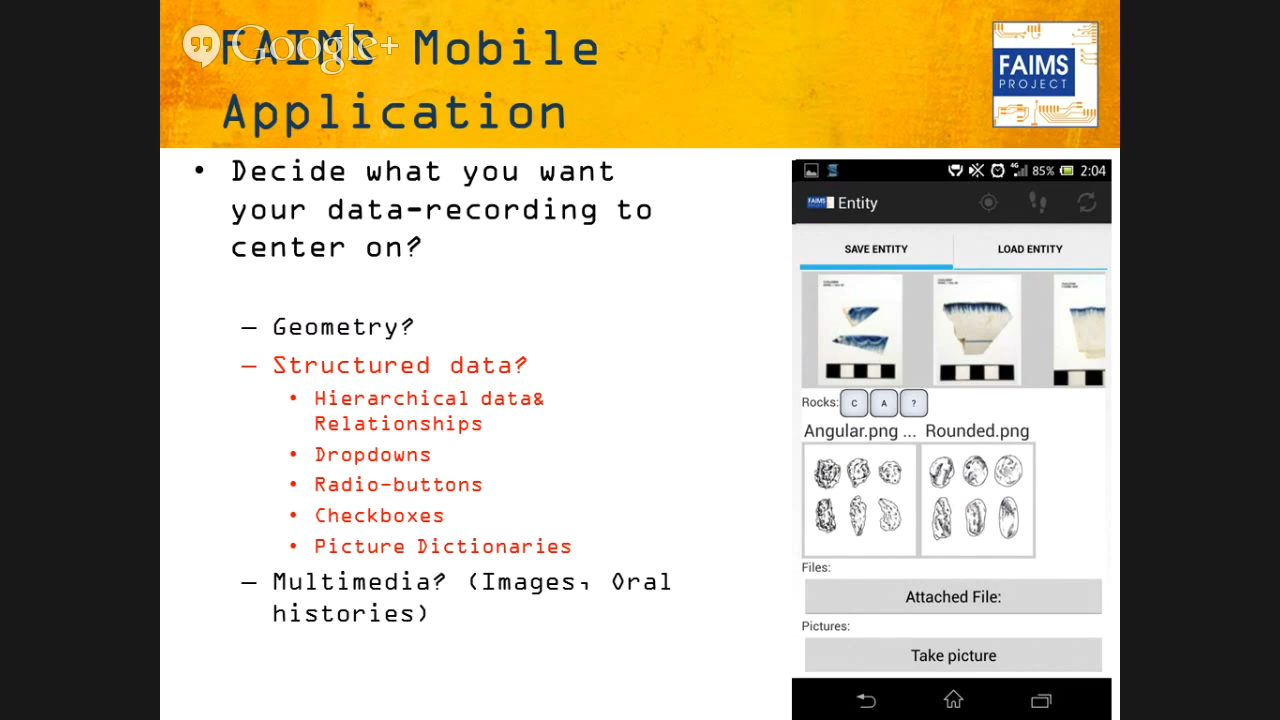 Google+
FAIMS Mobile
Application
FAIMS
PROJECT
• Decide what you want
your data-recording to
center on?
– Geometry?
– Structured data?
• Hierarchical data&
Relationships
• Dropdowns
• Radio-buttons
• Checkboxes
• Picture Dictionaries
– Multimedia? (Images, Oral
histories)
4G 85% 2:04
FAIMS Entity
SAVE ENTITY LOAD ENTITY
Rocks: C A ?
Angular.png ... Rounded.png
Files:
Attached File:
Pictures:
Take picture